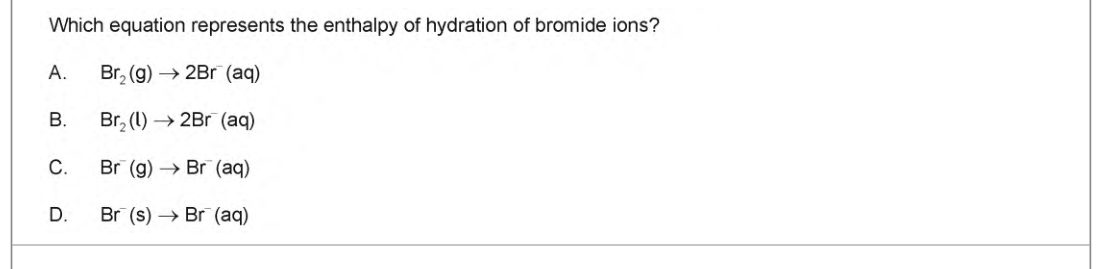 Which equation represents the enthalpy of hydration of bromide ions?
A. Br₂(g) → 2Br⁻(aq)
B. Br₂(l) → 2Br⁻(aq)
C. Br⁻(g) → Br⁻(aq)
D. Br⁻(s) → Br⁻(aq)